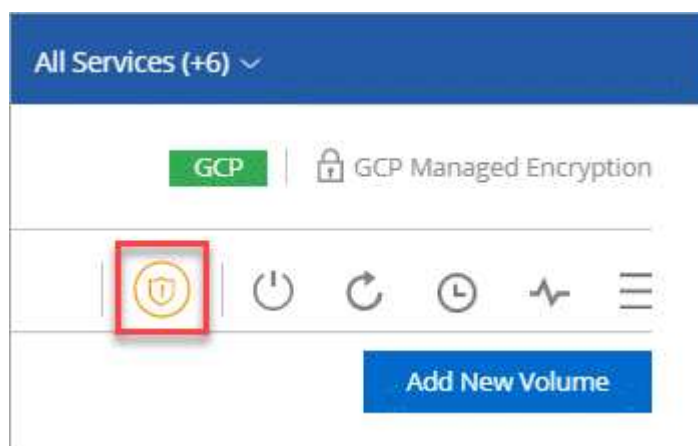 All Services (+6)
GCP
GCP Managed Encryption
Add New Volume